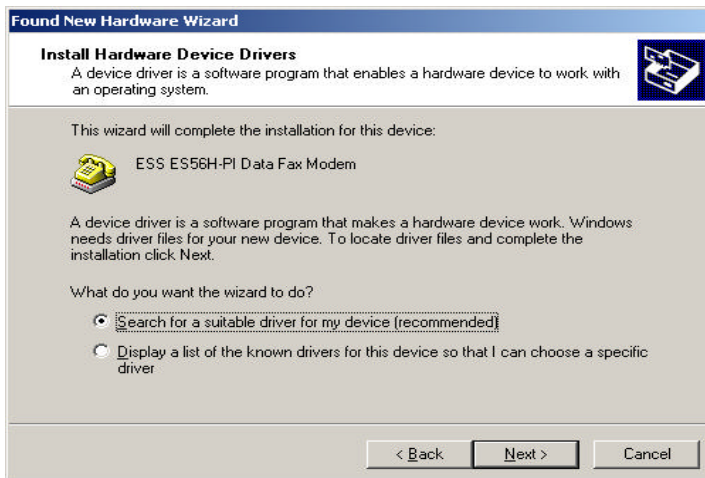 Found New Hardware Wizard
Install Hardware Device Drivers
A device driver is a software program that enables a hardware device to work with
an operating system.
This wizard will complete the installation for this device:
ESS ES56H-PI Data Fax Modem
A device driver is a software program that makes a hardware device work. Windows
needs driver files for your new device. To locate driver files and complete the
installation click Next.
What do you want the wizard to do?
Search for a suitable driver for my device (recommended)
Display a list of the known drivers for this device so that I can choose a specific
driver
< Back Next > Cancel